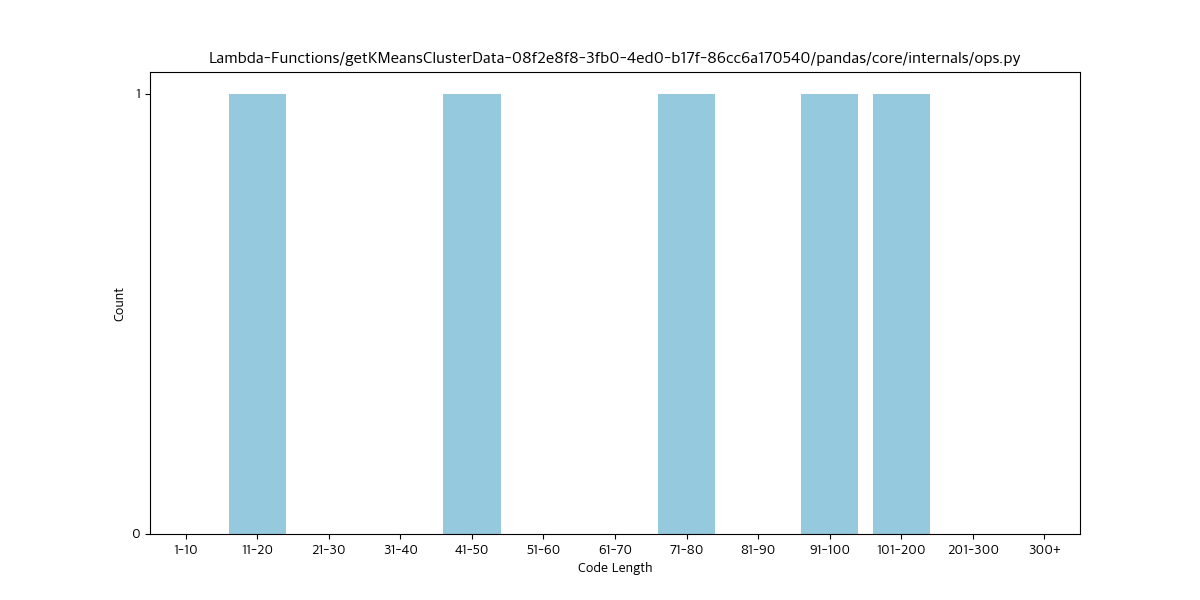 Lambda-Functions/getKMeansClusterData-08f2e8f8-3fb0-4ed0-b17f-86cc6a170540/pandas/core/internals/ops.py
1
Count
0
1-10 11-20 21-30 31-40 41-50 51-60 61-70 71-80 81-90 91-100 101-200 201-300 300+
Code Length